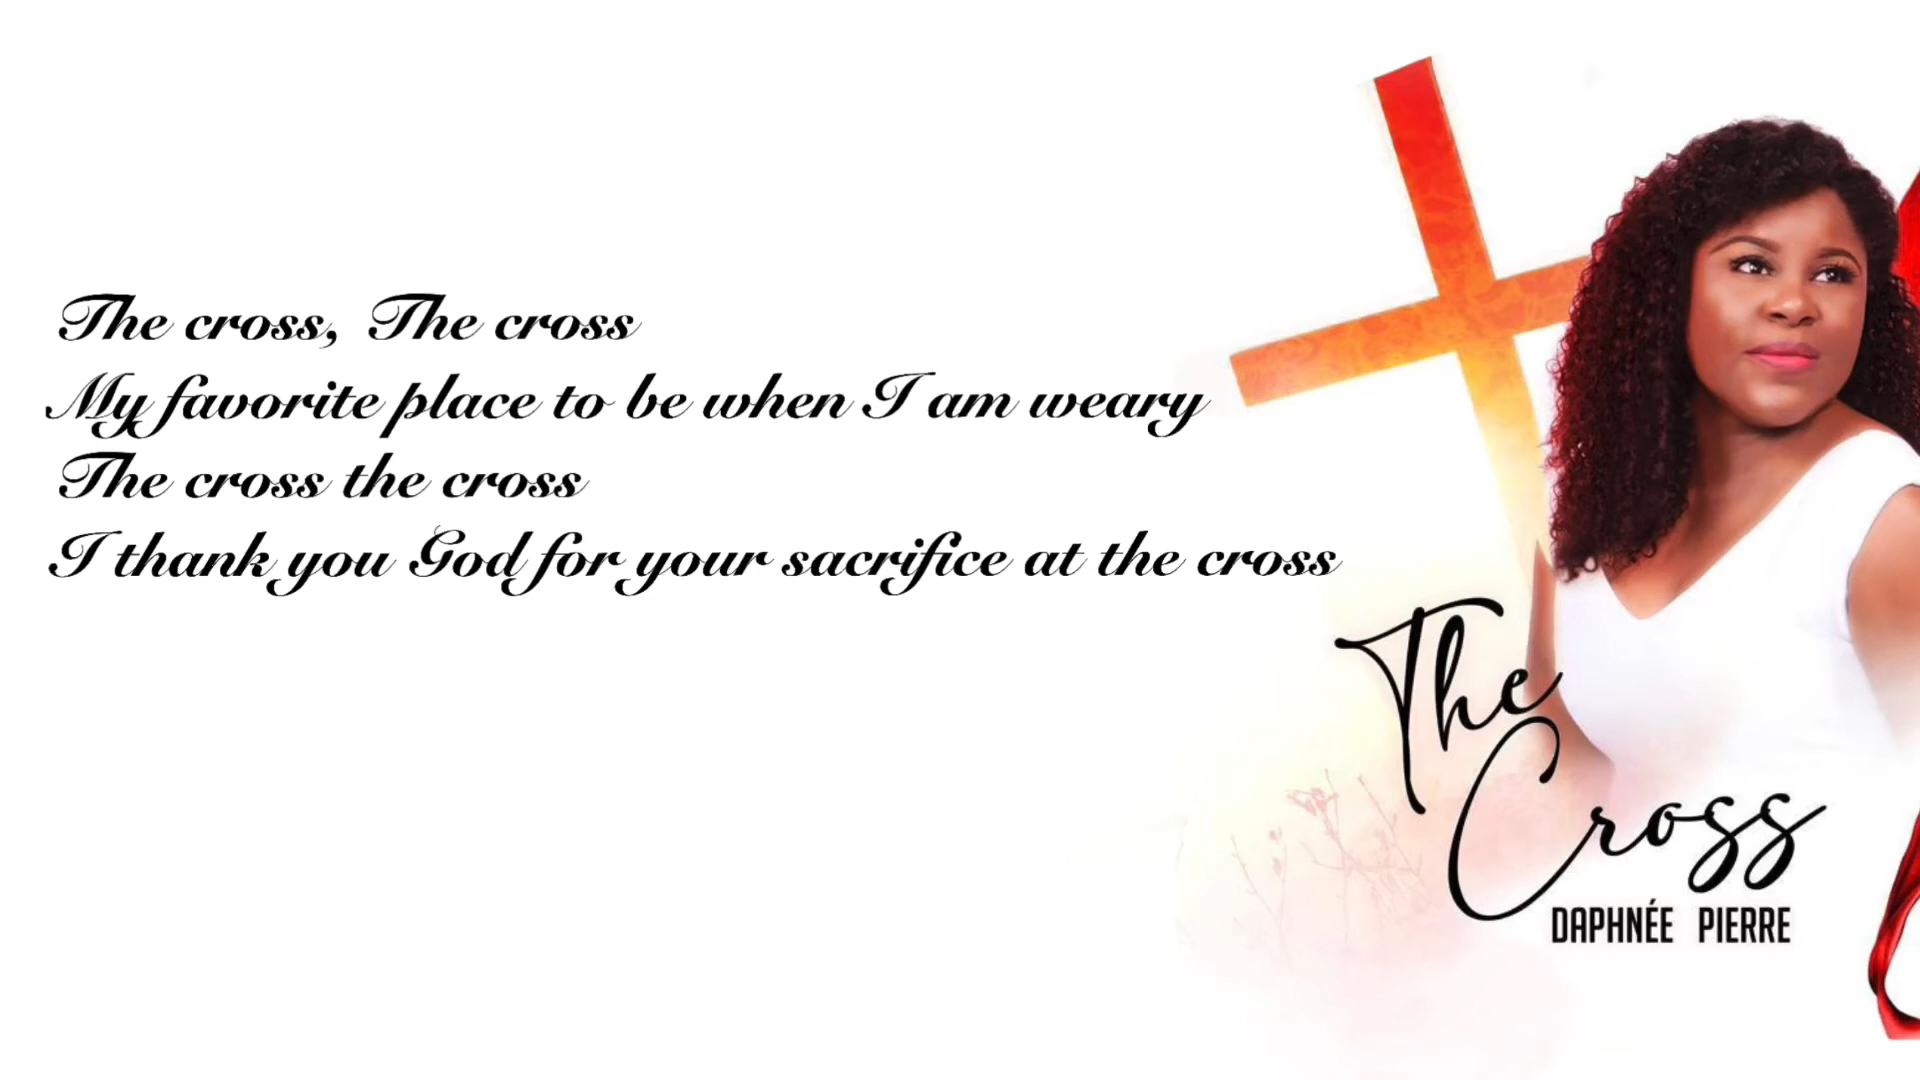 The cross, The cross
My favorite place to be when I am weary
The cross the cross
I thank you God for your sacrifice at the cross
The
Cross
DAPHNÉE PIERRE